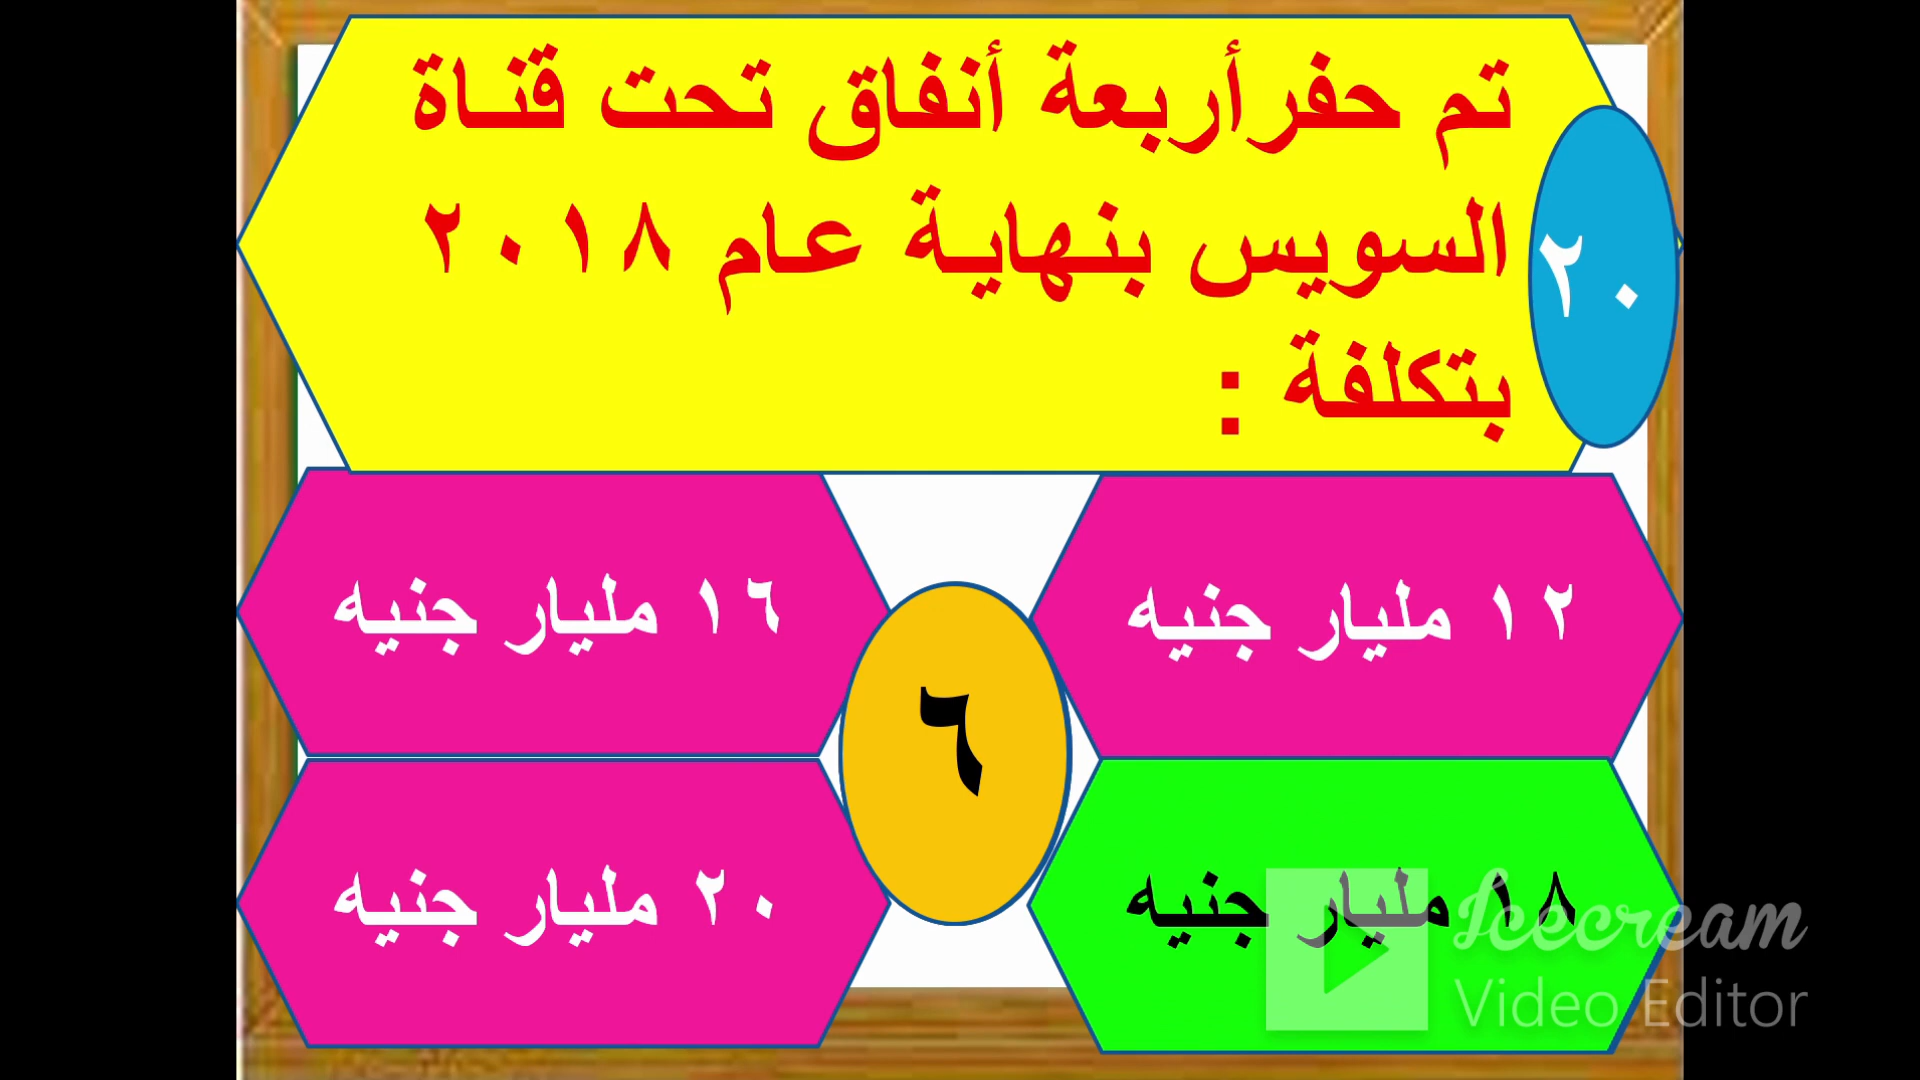 تم حفرأربعة أنفاق تحت قناة
السويس بنهاية عام ٢٠١٨
بتكلفة :
٢٠
١٢ مليار جنيه
١٦ مليار جنيه
٦
١٨ مليار جنيه
٢٠ مليار جنيه
Icecream
Video Editor